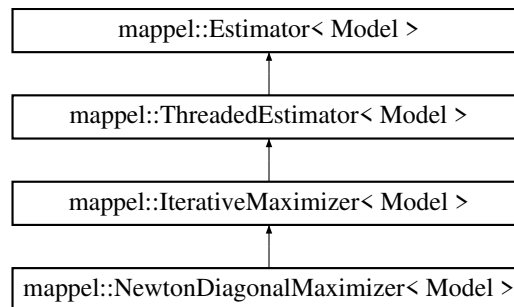 mappel::Estimator< Model >
mappel::ThreadedEstimator< Model >
mappel::IterativeMaximizer< Model >
mappel::NewtonDiagonalMaximizer< Model >